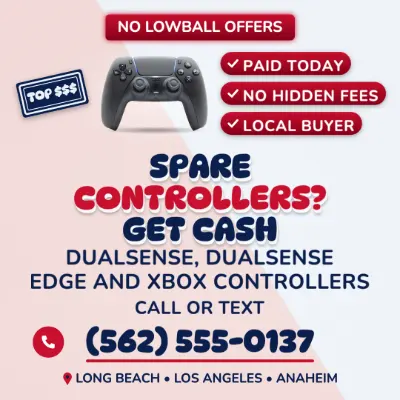 NO LOWBALL OFFERS
PAID TODAY
TOP $$$
NO HIDDEN FEES
LOCAL BUYER
SPARE
CONTROLLERS?
GET CASH
DUALSENSE, DUALSENSE
EDGE AND XBOX CONTROLLERS
CALL OR TEXT
(562) 555-0137
LONG BEACH • LOS ANGELES • ANAHEIM